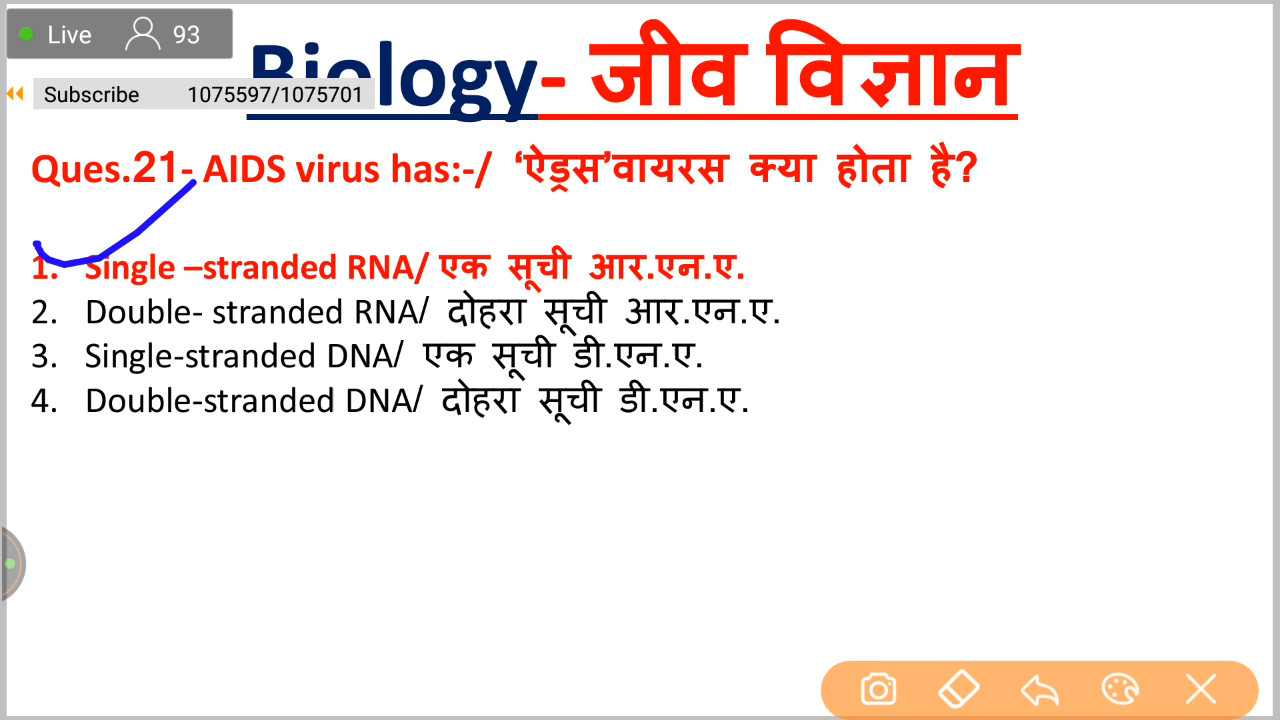 Live 93
Biology- जीव विज्ञान
Subscribe 1075597/1075701
Ques.21- AIDS virus has:-/ ‘ऐड्रस’वायरस क्या होता है?
1. Single –stranded RNA/ एक सूची आर.एन.ए.
2. Double- stranded RNA/ दोहरा सूची आर.एन.ए.
3. Single-stranded DNA/ एक सूची डी.एन.ए.
4. Double-stranded DNA/ दोहरा सूची डी.एन.ए.